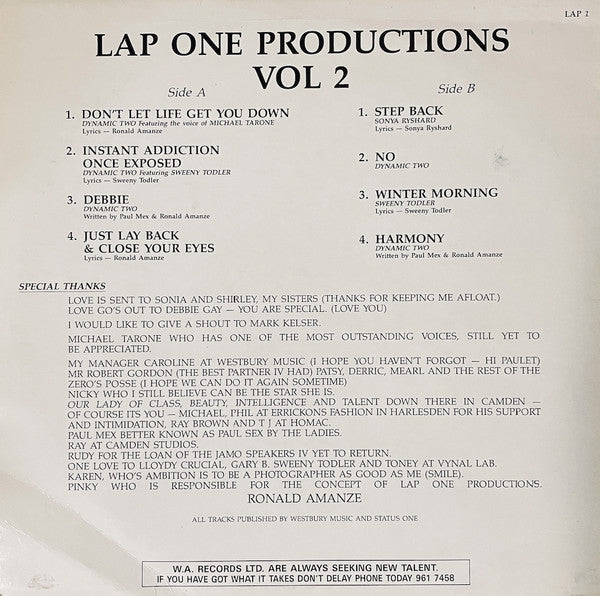 LAP 1
LAP ONE PRODUCTIONS
VOL 2
Side A
1. DON'T LET LIFE GET YOU DOWN
DYNAMIC TWO Featuring the voice of MICHAEL TARONE
Lyrics — Ronald Amanze
2. INSTANT ADDICTION
ONCE EXPOSED
DYNAMIC TWO Featuring SWEENY TODLER
Lyrics — Sweeny Todler
3. DEBBIE
DYNAMIC TWO
Written by Paul Mex & Ronald Amanze
4. JUST LAY BACK
& CLOSE YOUR EYES
Lyrics — Ronald Amanze
Side B
1. STEP BACK
SONYA RYSHARD
Lyrics — Sonya Ryshard
2. NO
DYNAMIC TWO
3. WINTER MORNING
SWEENY TODLER
Lyrics — Sweeny Todler
4. HARMONY
DYNAMIC TWO
Written by Paul Mex & Ronald Amanze
SPECIAL THANKS
LOVE IS SENT TO SONIA AND SHIRLEY, MY SISTERS (THANKS FOR KEEPING ME AFLOAT.)
LOVE GO'S OUT TO DEBBIE GAY — YOU ARE SPECIAL. (LOVE YOU)
I WOULD LIKE TO GIVE A SHOUT TO MARK KELSER.
MICHAEL TARONE WHO HAS ONE OF THE MOST OUTSTANDING VOICES, STILL YET TO
BE APPRECIATED.
MY MANAGER CAROLINE AT WESTBURY MUSIC (I HOPE YOU HAVEN'T FORGOT — HI PAULET)
MR ROBERT GORDON (THE BEST PARTNER IV HAD) PATSY, DERRIC, MEARL AND THE REST OF THE
ZERO'S POSSE (I HOPE WE CAN DO IT AGAIN SOMETIME)
NICKY WHO I STILL BELIEVE CAN BE THE STAR SHE IS.
OUR LADY OF CLASS, BEAUTY, INTELLIGENCE AND TALENT DOWN THERE IN CAMDEN —
OF COURSE ITS YOU — MICHAEL, PHIL AT ERRICKONS FASHION IN HARLESDEN FOR HIS SUPPORT
AND INTIMIDATION, RAY BROWN AND T J AT HOMAC.
PAUL MEX BETTER KNOWN AS PAUL SEX BY THE LADIES.
RAY AT CAMDEN STUDIOS.
RUDY FOR THE LOAN OF THE JAMO SPEAKERS IV YET TO RETURN.
ONE LOVE TO LLOYDY CRUCIAL, GARY B. SWEENY TODLER AND TONEY AT VYNAL LAB.
KAREN, WHO'S AMBITION IS TO BE A PHOTOGRAPHER AS GOOD AS ME (SMILE).
PINKY WHO IS RESPONSIBLE FOR THE CONCEPT OF LAP ONE PRODUCTIONS.
RONALD AMANZE
ALL TRACKS PUBLISHED BY WESTBURY MUSIC AND STATUS ONE
W.A. RECORDS LTD. ARE ALWAYS SEEKING NEW TALENT.
IF YOU HAVE GOT WHAT IT TAKES DON'T DELAY PHONE TODAY 961 7458